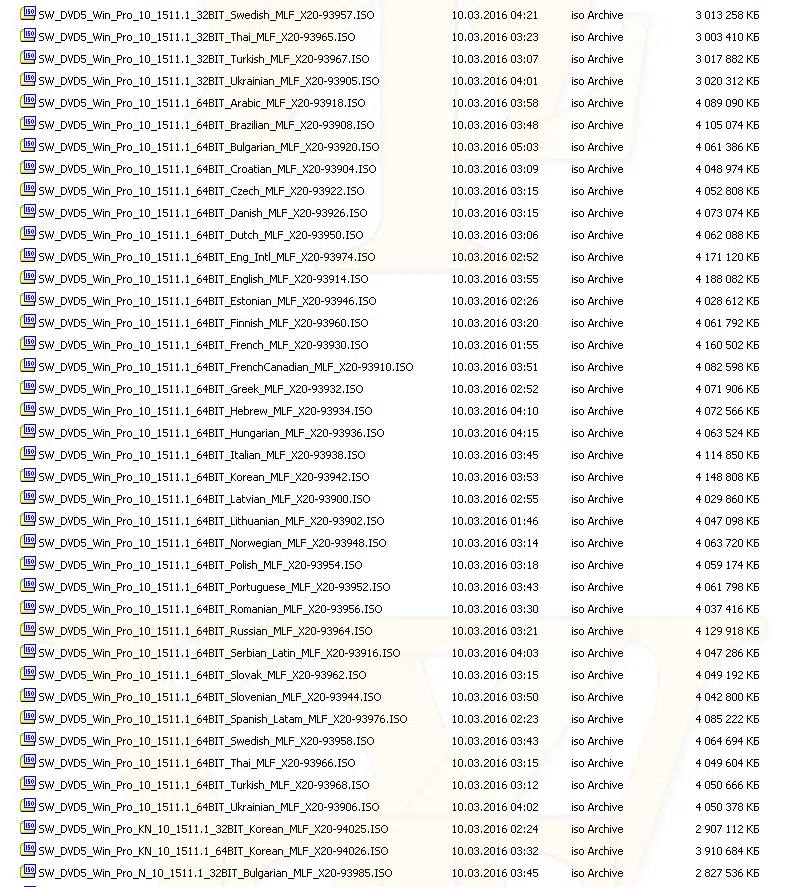 SW_DVD5_Win_Pro_10_1511.1_32BIT_Swedish_MLF_X20-93957.ISO 10.03.2016 04:21 iso Archive 3 013 258 КБ
SW_DVD5_Win_Pro_10_1511.1_32BIT_Thai_MLF_X20-93965.ISO 10.03.2016 03:23 iso Archive 3 003 410 КБ
SW_DVD5_Win_Pro_10_1511.1_32BIT_Turkish_MLF_X20-93967.ISO 10.03.2016 03:07 iso Archive 3 017 882 КБ
SW_DVD5_Win_Pro_10_1511.1_32BIT_Ukrainian_MLF_X20-93905.ISO 10.03.2016 04:01 iso Archive 3 020 312 КБ
SW_DVD5_Win_Pro_10_1511.1_64BIT_Arabic_MLF_X20-93918.ISO 10.03.2016 03:58 iso Archive 4 089 090 КБ
SW_DVD5_Win_Pro_10_1511.1_64BIT_Brazilian_MLF_X20-93908.ISO 10.03.2016 03:48 iso Archive 4 105 074 КБ
SW_DVD5_Win_Pro_10_1511.1_64BIT_Bulgarian_MLF_X20-93920.ISO 10.03.2016 05:03 iso Archive 4 061 386 КБ
SW_DVD5_Win_Pro_10_1511.1_64BIT_Croatian_MLF_X20-93904.ISO 10.03.2016 03:09 iso Archive 4 048 974 КБ
SW_DVD5_Win_Pro_10_1511.1_64BIT_Czech_MLF_X20-93922.ISO 10.03.2016 03:15 iso Archive 4 052 808 КБ
SW_DVD5_Win_Pro_10_1511.1_64BIT_Danish_MLF_X20-93926.ISO 10.03.2016 03:15 iso Archive 4 073 074 КБ
SW_DVD5_Win_Pro_10_1511.1_64BIT_Dutch_MLF_X20-93950.ISO 10.03.2016 03:06 iso Archive 4 062 088 КБ
SW_DVD5_Win_Pro_10_1511.1_64BIT_Eng_Intl_MLF_X20-93974.ISO 10.03.2016 02:52 iso Archive 4 171 120 КБ
SW_DVD5_Win_Pro_10_1511.1_64BIT_English_MLF_X20-93914.ISO 10.03.2016 03:55 iso Archive 4 188 082 КБ
SW_DVD5_Win_Pro_10_1511.1_64BIT_Estonian_MLF_X20-93946.ISO 10.03.2016 02:26 iso Archive 4 028 612 КБ
SW_DVD5_Win_Pro_10_1511.1_64BIT_Finnish_MLF_X20-93960.ISO 10.03.2016 03:20 iso Archive 4 061 792 КБ
SW_DVD5_Win_Pro_10_1511.1_64BIT_French_MLF_X20-93930.ISO 10.03.2016 01:55 iso Archive 4 160 502 КБ
SW_DVD5_Win_Pro_10_1511.1_64BIT_FrenchCanadian_MLF_X20-93910.ISO 10.03.2016 03:51 iso Archive 4 082 598 КБ
SW_DVD5_Win_Pro_10_1511.1_64BIT_Greek_MLF_X20-93932.ISO 10.03.2016 02:52 iso Archive 4 071 906 КБ
SW_DVD5_Win_Pro_10_1511.1_64BIT_Hebrew_MLF_X20-93934.ISO 10.03.2016 04:10 iso Archive 4 072 566 КБ
SW_DVD5_Win_Pro_10_1511.1_64BIT_Hungarian_MLF_X20-93936.ISO 10.03.2016 04:15 iso Archive 4 063 524 КБ
SW_DVD5_Win_Pro_10_1511.1_64BIT_Italian_MLF_X20-93938.ISO 10.03.2016 03:45 iso Archive 4 114 850 КБ
SW_DVD5_Win_Pro_10_1511.1_64BIT_Korean_MLF_X20-93942.ISO 10.03.2016 03:53 iso Archive 4 148 808 КБ
SW_DVD5_Win_Pro_10_1511.1_64BIT_Latvian_MLF_X20-93900.ISO 10.03.2016 02:55 iso Archive 4 029 860 КБ
SW_DVD5_Win_Pro_10_1511.1_64BIT_Lithuanian_MLF_X20-93902.ISO 10.03.2016 01:46 iso Archive 4 047 098 КБ
SW_DVD5_Win_Pro_10_1511.1_64BIT_Norwegian_MLF_X20-93948.ISO 10.03.2016 03:14 iso Archive 4 063 720 КБ
SW_DVD5_Win_Pro_10_1511.1_64BIT_Polish_MLF_X20-93954.ISO 10.03.2016 03:18 iso Archive 4 059 174 КБ
SW_DVD5_Win_Pro_10_1511.1_64BIT_Portuguese_MLF_X20-93952.ISO 10.03.2016 03:43 iso Archive 4 061 798 КБ
SW_DVD5_Win_Pro_10_1511.1_64BIT_Romanian_MLF_X20-93956.ISO 10.03.2016 03:30 iso Archive 4 037 416 КБ
SW_DVD5_Win_Pro_10_1511.1_64BIT_Russian_MLF_X20-93964.ISO 10.03.2016 03:21 iso Archive 4 129 918 КБ
SW_DVD5_Win_Pro_10_1511.1_64BIT_Serbian_Latin_MLF_X20-93916.ISO 10.03.2016 04:03 iso Archive 4 047 286 КБ
SW_DVD5_Win_Pro_10_1511.1_64BIT_Slovak_MLF_X20-93962.ISO 10.03.2016 03:15 iso Archive 4 049 192 КБ
SW_DVD5_Win_Pro_10_1511.1_64BIT_Slovenian_MLF_X20-93944.ISO 10.03.2016 03:50 iso Archive 4 042 800 КБ
SW_DVD5_Win_Pro_10_1511.1_64BIT_Spanish_Latam_MLF_X20-93976.ISO 10.03.2016 02:23 iso Archive 4 085 222 КБ
SW_DVD5_Win_Pro_10_1511.1_64BIT_Swedish_MLF_X20-93958.ISO 10.03.2016 03:43 iso Archive 4 064 694 КБ
SW_DVD5_Win_Pro_10_1511.1_64BIT_Thai_MLF_X20-93966.ISO 10.03.2016 03:15 iso Archive 4 049 604 КБ
SW_DVD5_Win_Pro_10_1511.1_64BIT_Turkish_MLF_X20-93968.ISO 10.03.2016 03:12 iso Archive 4 050 666 КБ
SW_DVD5_Win_Pro_10_1511.1_64BIT_Ukrainian_MLF_X20-93906.ISO 10.03.2016 04:02 iso Archive 4 050 378 КБ
SW_DVD5_Win_Pro_KN_10_1511.1_32BIT_Korean_MLF_X20-94025.ISO 10.03.2016 02:24 iso Archive 2 907 112 КБ
SW_DVD5_Win_Pro_KN_10_1511.1_64BIT_Korean_MLF_X20-94026.ISO 10.03.2016 03:32 iso Archive 3 910 684 КБ
SW_DVD5_Win_Pro_N_10_1511.1_32BIT_Bulgarian_MLF_X20-93985.ISO 10.03.2016 03:45 iso Archive 2 827 536 КБ